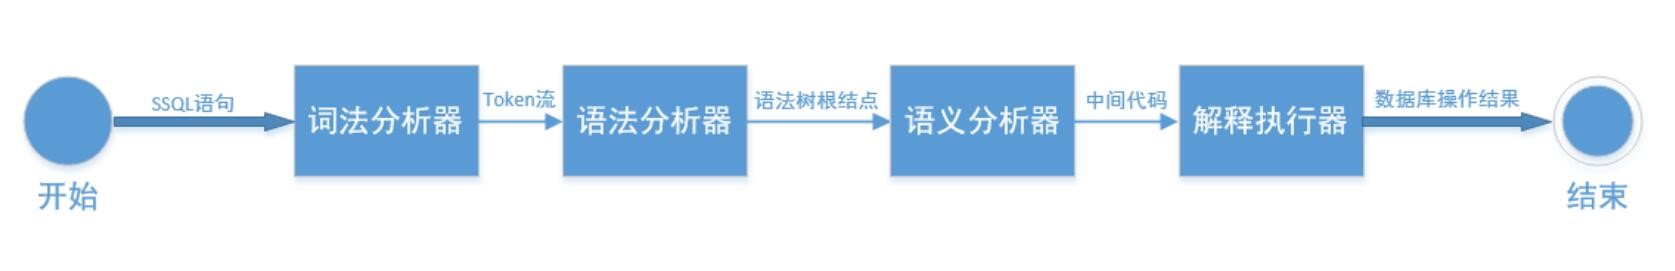 开始
SSQL语句
词法分析器
Token流
语法分析器
语法树根结点
语义分析器
中间代码
解释执行器
数据库操作结果
结束